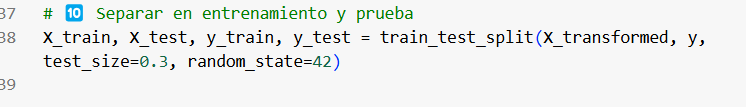 37 # 🔟 Separar en entrenamiento y prueba
38 X_train, X_test, y_train, y_test = train_test_split(X_transformed, y,
test_size=0.3, random_state=42)
39